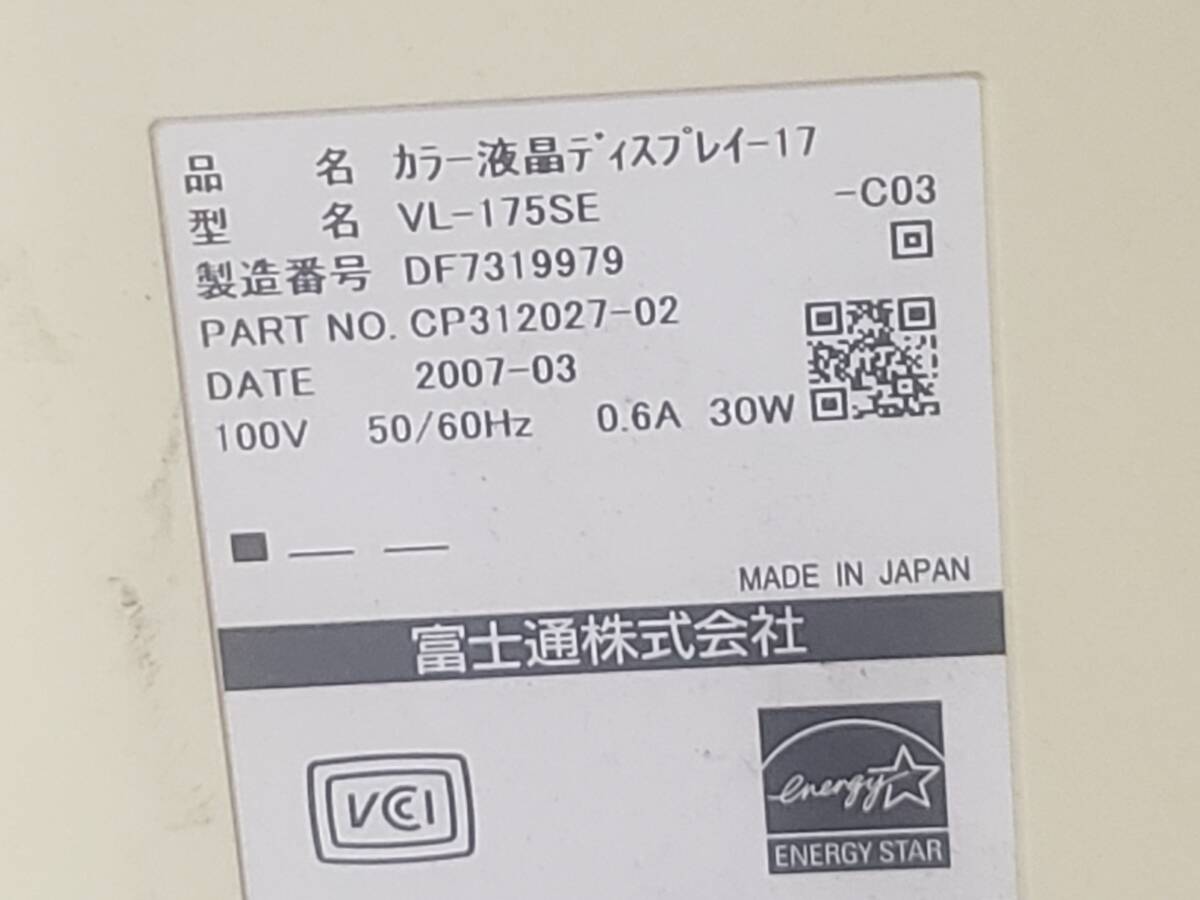 品 名 カラー液晶ディスプレイ-17
型 名 VL-175SE -C03
製造番号 DF7319979
PART NO. CP312027-02
DATE 2007-03
100V 50/60Hz 0.6A 30W
MADE IN JAPAN
富士通株式会社
VCCI
energy
ENERGY STAR